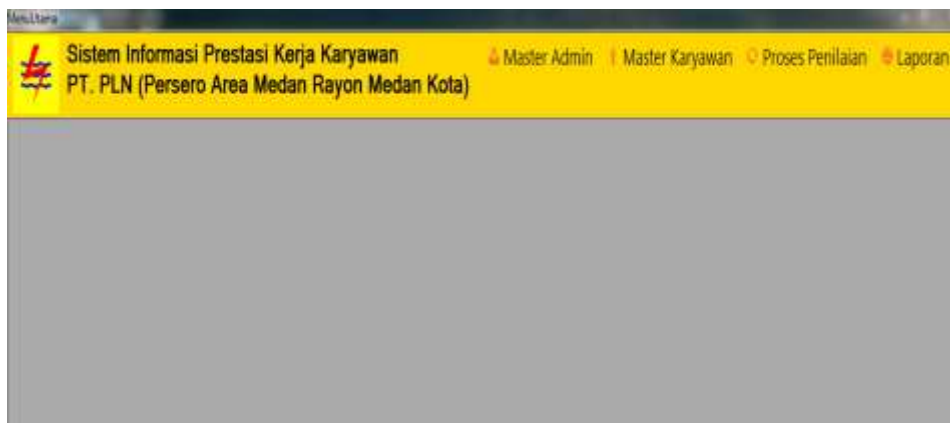 MenuUtama
Sistem Informasi Prestasi Kerja Karyawan
PT. PLN (Persero Area Medan Rayon Medan Kota)
Master Admin Master Karyawan Proses Penilaian Laporan